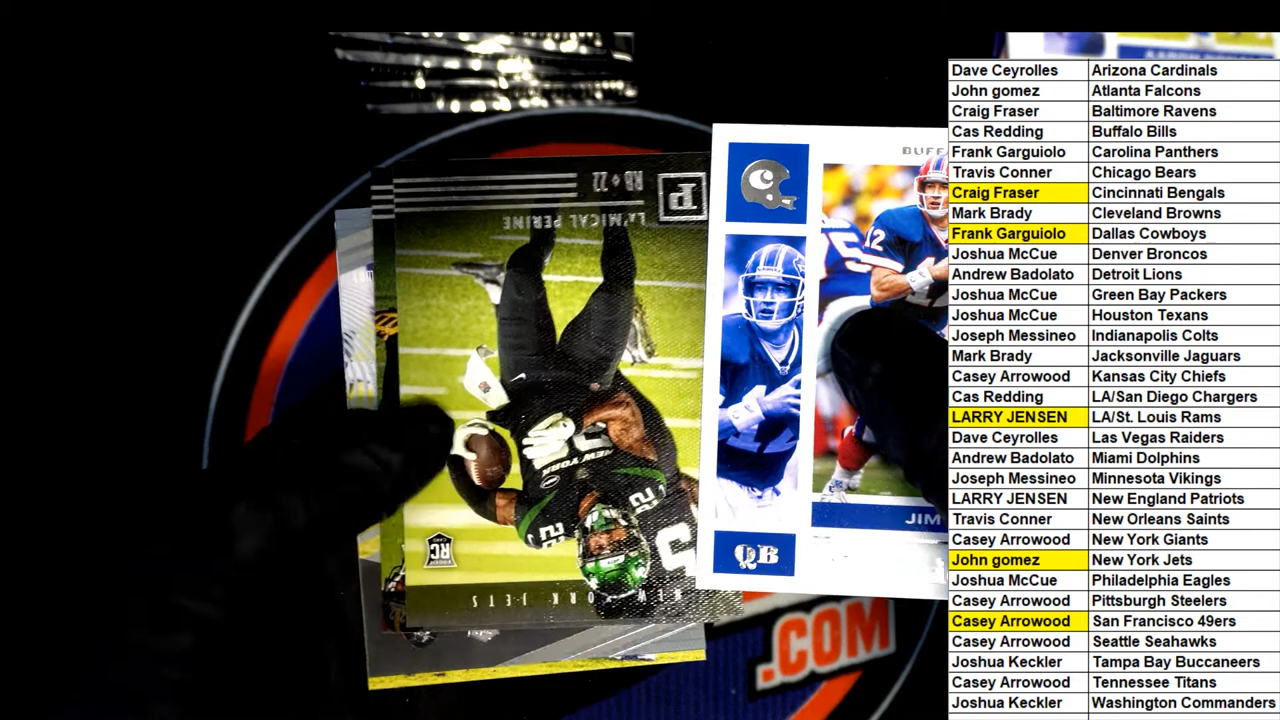 Dave Ceyrolles Arizona Cardinals
John gomez Atlanta Falcons
Craig Fraser Baltimore Ravens
Cas Redding Buffalo Bills
Frank Garguiolo Carolina Panthers
Travis Conner Chicago Bears
Craig Fraser Cincinnati Bengals
Mark Brady Cleveland Browns
Frank Garguiolo Dallas Cowboys
Joshua McCue Denver Broncos
Andrew Badolato Detroit Lions
Joshua McCue Green Bay Packers
Joshua McCue Houston Texans
Joseph Messineo Indianapolis Colts
Mark Brady Jacksonville Jaguars
Casey Arrowood Kansas City Chiefs
Cas Redding LA/San Diego Chargers
LARRY JENSEN LA/St. Louis Rams
Dave Ceyrolles Las Vegas Raiders
Andrew Badolato Miami Dolphins
Joseph Messineo Minnesota Vikings
LARRY JENSEN New England Patriots
Travis Conner New Orleans Saints
Casey Arrowood New York Giants
John gomez New York Jets
Joshua McCue Philadelphia Eagles
Casey Arrowood Pittsburgh Steelers
Casey Arrowood San Francisco 49ers
Casey Arrowood Seattle Seahawks
Joshua Keckler Tampa Bay Buccaneers
Casey Arrowood Tennessee Titans
Joshua Keckler Washington Commanders
P
RB 22
LA'MICAL PERINE
NEW YORK
22
RC
NEW YORK JETS
BUFF
C
12
JIM
QB
.COM